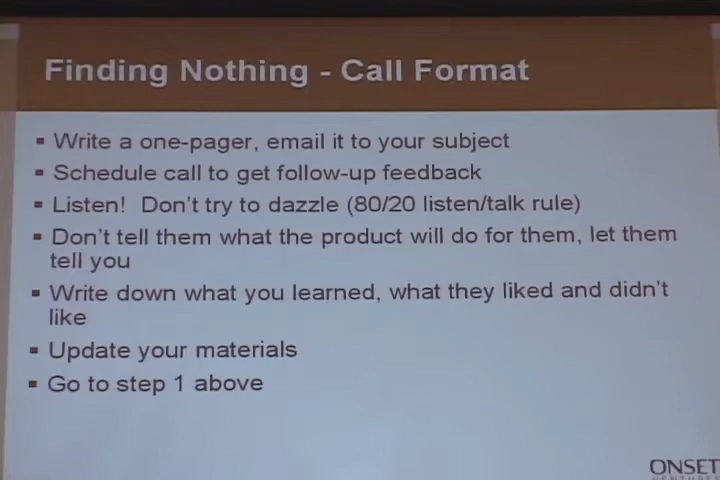 Finding Nothing - Call Format
▪ Write a one-pager, email it to your subject
▪ Schedule call to get follow-up feedback
▪ Listen! Don't try to dazzle (80/20 listen/talk rule)
▪ Don't tell them what the product will do for them, let them
tell you
▪ Write down what you learned, what they liked and didn't
like
▪ Update your materials
▪ Go to step 1 above
ONSET
VENTURES